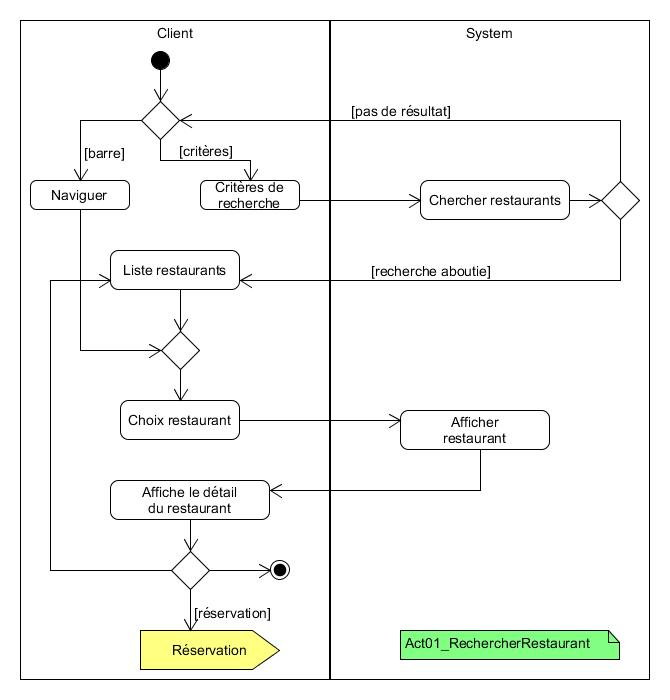 Client
System
[pas de résultat]
[barre]
[critères]
Naviguer
Critères de
recherche
Chercher restaurants
Liste restaurants
[recherche aboutie]
Choix restaurant
Afficher
restaurant
Affiche le détail
du restaurant
[réservation]
Réservation
Act01_RechercherRestaurant